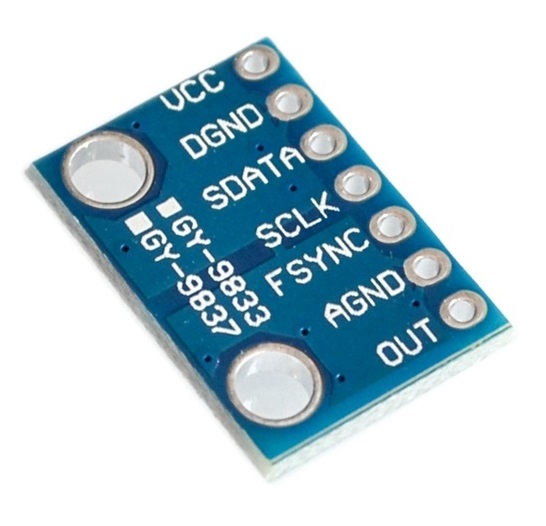 VCC
DGND
SDATA
SCLK
FSYNC
AGND
OUT
GY-9833
GY-9837